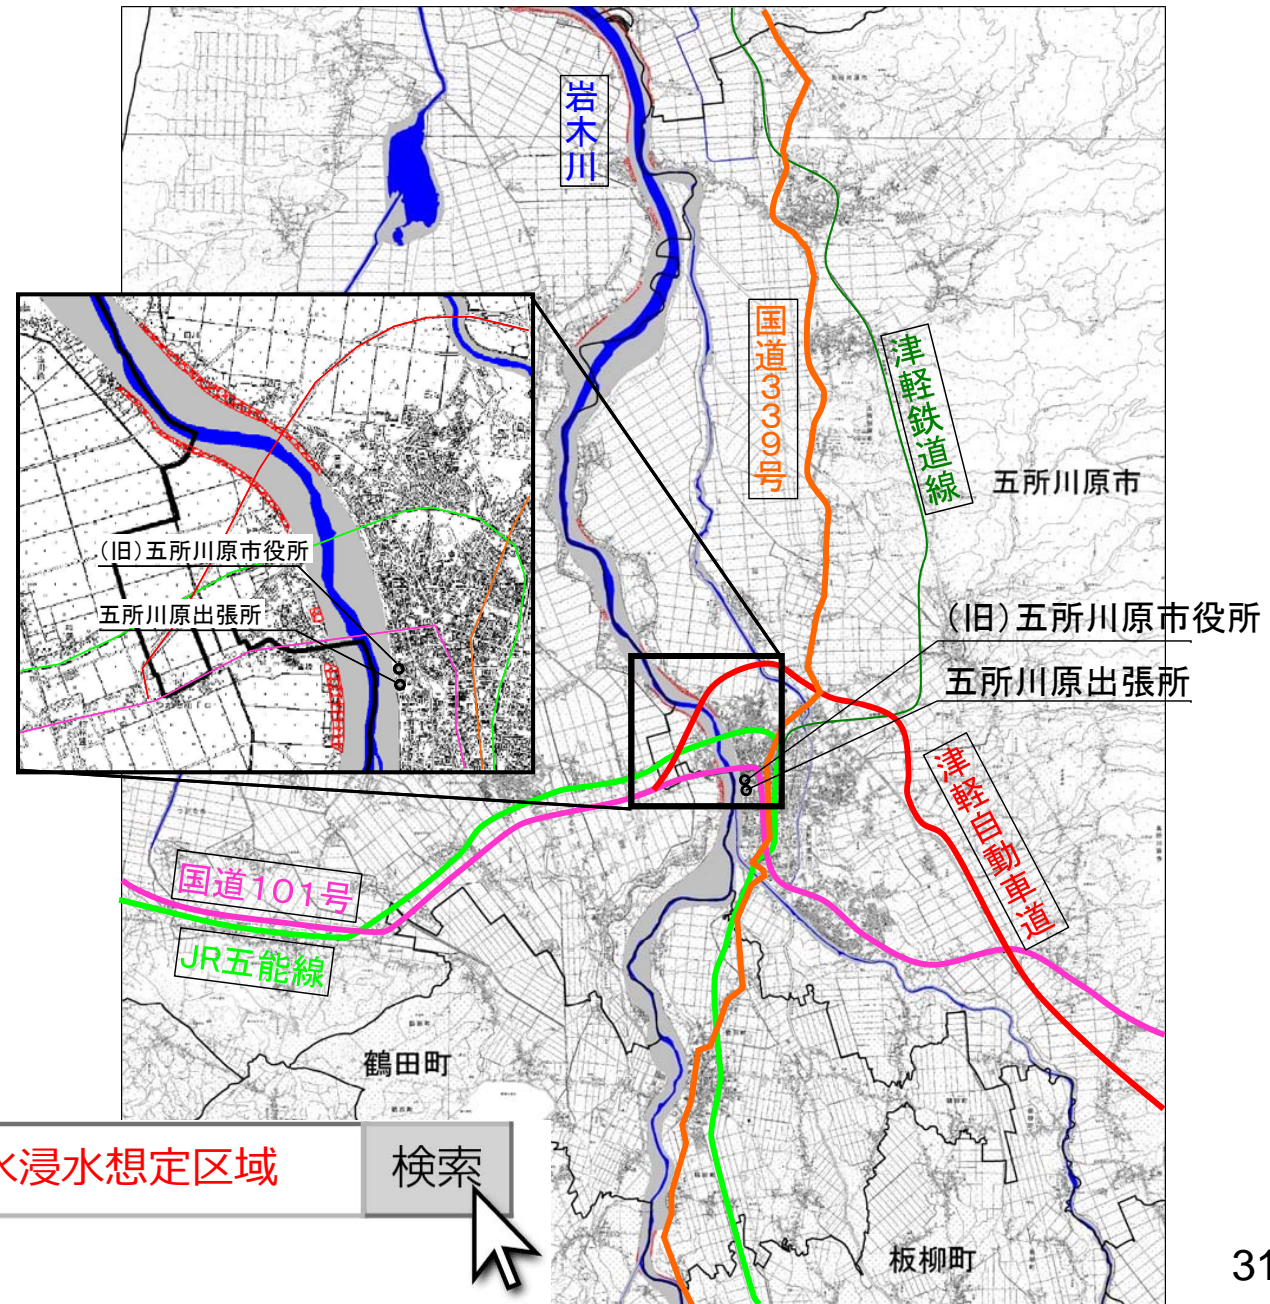 岩木川
国道339号
津軽鉄道線
五所川原市
(旧)五所川原市役所
五所川原出張所
(旧)五所川原市役所
五所川原出張所
津軽自動車道
国道101号
JR五能線
鶴田町
水浸水想定区域
検索
板柳町
31